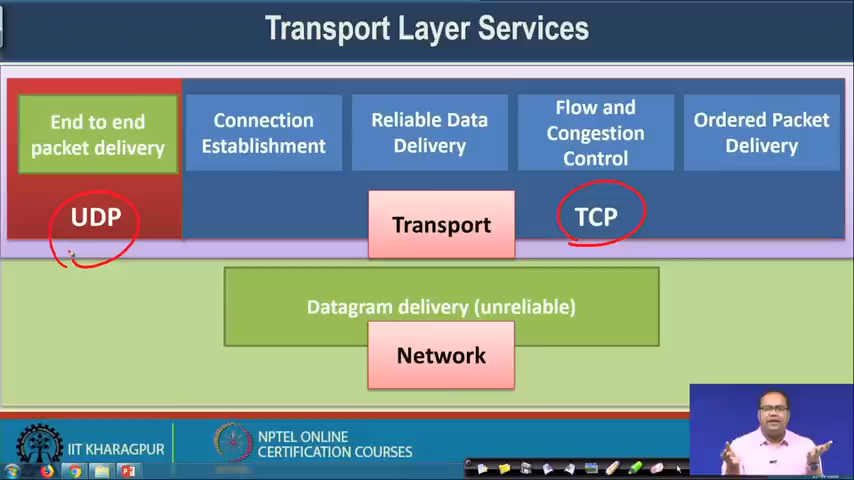 Transport Layer Services
End to end
packet delivery
Connection
Establishment
Reliable Data
Delivery
Flow and
Congestion
Control
Ordered Packet
Delivery
UDP
Transport
TCP
Datagram delivery (unreliable)
Network
IIT KHARAGPUR
NPTEL ONLINE
CERTIFICATION COURSES